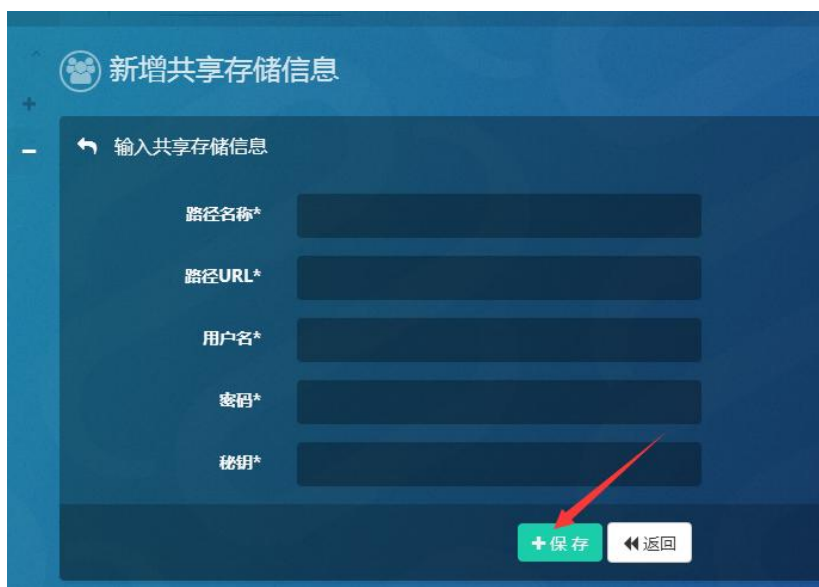 新增共享存储信息
输入共享存储信息
路径名称*
路径URL*
用户名*
密码*
秘钥*
+保存 返回